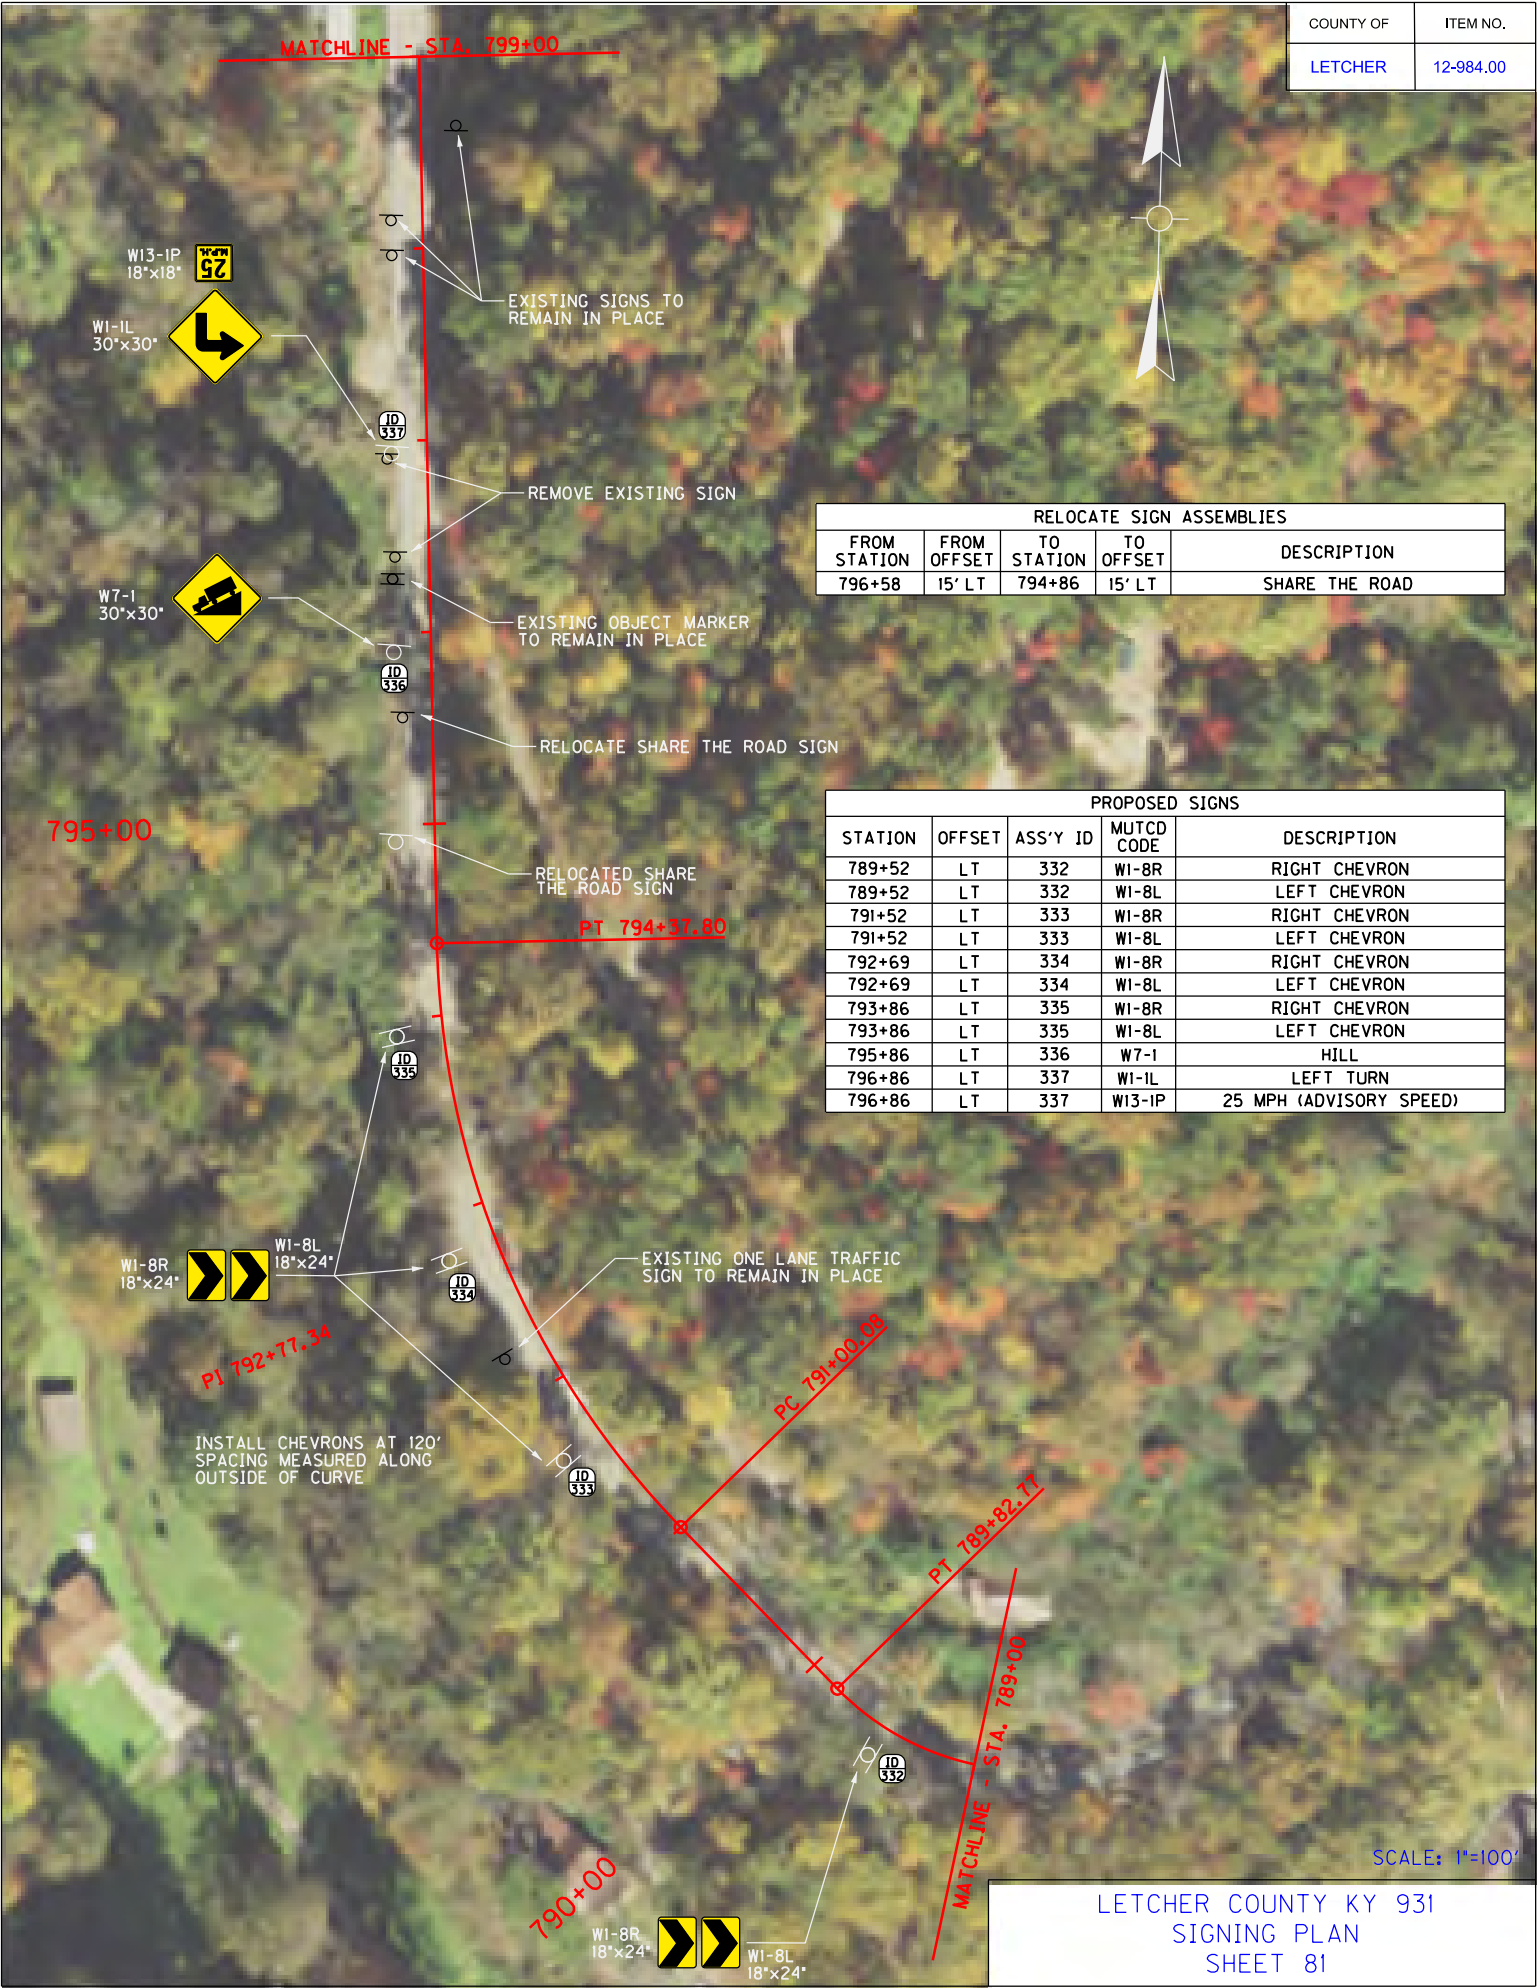 COUNTY OF ITEM NO.
LETCHER 12-984.00
MATCHLINE - STA. 799+00
W13-1P
18"x18"
25
M.P.H.
W1-1L
30"x30"
EXISTING SIGNS TO
REMAIN IN PLACE
ID
337
REMOVE EXISTING SIGN
RELOCATE SIGN ASSEMBLIES
FROM STATION FROM OFFSET TO STATION TO OFFSET DESCRIPTION
796+58 15' LT 794+86 15' LT SHARE THE ROAD
W7-1
30"x30"
EXISTING OBJECT MARKER
TO REMAIN IN PLACE
ID
336
RELOCATE SHARE THE ROAD SIGN
795+00
RELOCATED SHARE
THE ROAD SIGN
PT 794+37.80
PROPOSED SIGNS
STATION OFFSET ASS'Y ID MUTCD CODE DESCRIPTION
789+52 LT 332 W1-8R RIGHT CHEVRON
789+52 LT 332 W1-8L LEFT CHEVRON
791+52 LT 333 W1-8R RIGHT CHEVRON
791+52 LT 333 W1-8L LEFT CHEVRON
792+69 LT 334 W1-8R RIGHT CHEVRON
792+69 LT 334 W1-8L LEFT CHEVRON
793+86 LT 335 W1-8R RIGHT CHEVRON
793+86 LT 335 W1-8L LEFT CHEVRON
795+86 LT 336 W7-1 HILL
796+86 LT 337 W1-1L LEFT TURN
796+86 LT 337 W13-1P 25 MPH (ADVISORY SPEED)
ID
335
W1-8R
18"x24"
W1-8L
18"x24"
ID
334
EXISTING ONE LANE TRAFFIC
SIGN TO REMAIN IN PLACE
PI 792+77.34
PC 791+00.08
INSTALL CHEVRONS AT 120'
SPACING MEASURED ALONG
OUTSIDE OF CURVE
ID
333
PT 789+82.77
MATCHLINE - STA. 789+00
ID
332
790+00
W1-8R
18"x24"
W1-8L
18"x24"
SCALE: 1"=100'
LETCHER COUNTY KY 931
SIGNING PLAN
SHEET 81